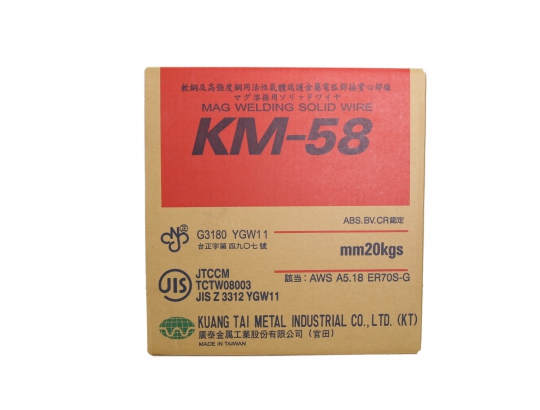 軟鋼及高強度鋼用活性氣體遮護金屬電弧銲接實心銲線
マグ溶接用ソリッドワイヤ
MAG WELDING SOLID WIRE
KM-58
ABS.BV.CR認定
G3180 YGW11
台正字第四九〇七號
mm20kgs
JIS
JTCCM
TCTW08003
JIS Z 3312 YGW11
該当：AWS A5.18 ER70S-G
KUANG TAI METAL INDUSTRIAL CO., LTD. (KT)
廣泰金属工業股份有限公司（官田）
MADE IN TAIWAN